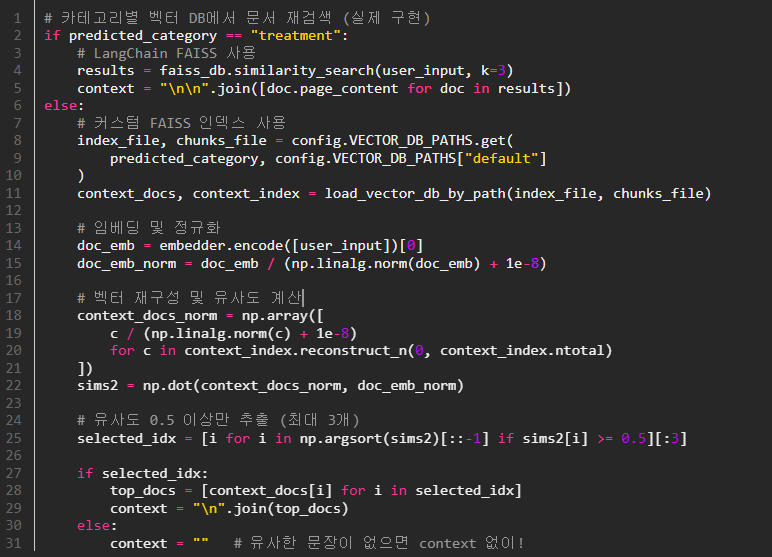 1 # 카테고리별 벡터 DB에서 문서 재검색 (실제 구현)
2 if predicted_category == "treatment":
3     # LangChain FAISS 사용
4     results = faiss_db.similarity_search(user_input, k=3)
5     context = "\n\n".join([doc.page_content for doc in results])
6 else:
7     # 커스텀 FAISS 인덱스 사용
8     index_file, chunks_file = config.VECTOR_DB_PATHS.get(
9         predicted_category, config.VECTOR_DB_PATHS["default"]
10     )
11     context_docs, context_index = load_vector_db_by_path(index_file, chunks_file)
12
13     # 임베딩 및 정규화
14     doc_emb = embedder.encode([user_input])[0]
15     doc_emb_norm = doc_emb / (np.linalg.norm(doc_emb) + 1e-8)
16
17     # 벡터 재구성 및 유사도 계산
18     context_docs_norm = np.array([
19         c / (np.linalg.norm(c) + 1e-8)
20         for c in context_index.reconstruct_n(0, context_index.ntotal)
21     ])
22     sims2 = np.dot(context_docs_norm, doc_emb_norm)
23
24     # 유사도 0.5 이상만 추출 (최대 3개)
25     selected_idx = [i for i in np.argsort(sims2)[::-1] if sims2[i] >= 0.5][:3]
26
27     if selected_idx:
28         top_docs = [context_docs[i] for i in selected_idx]
29         context = "\n".join(top_docs)
30     else:
31         context = ""   # 유사한 문장이 없으면 context 없이!